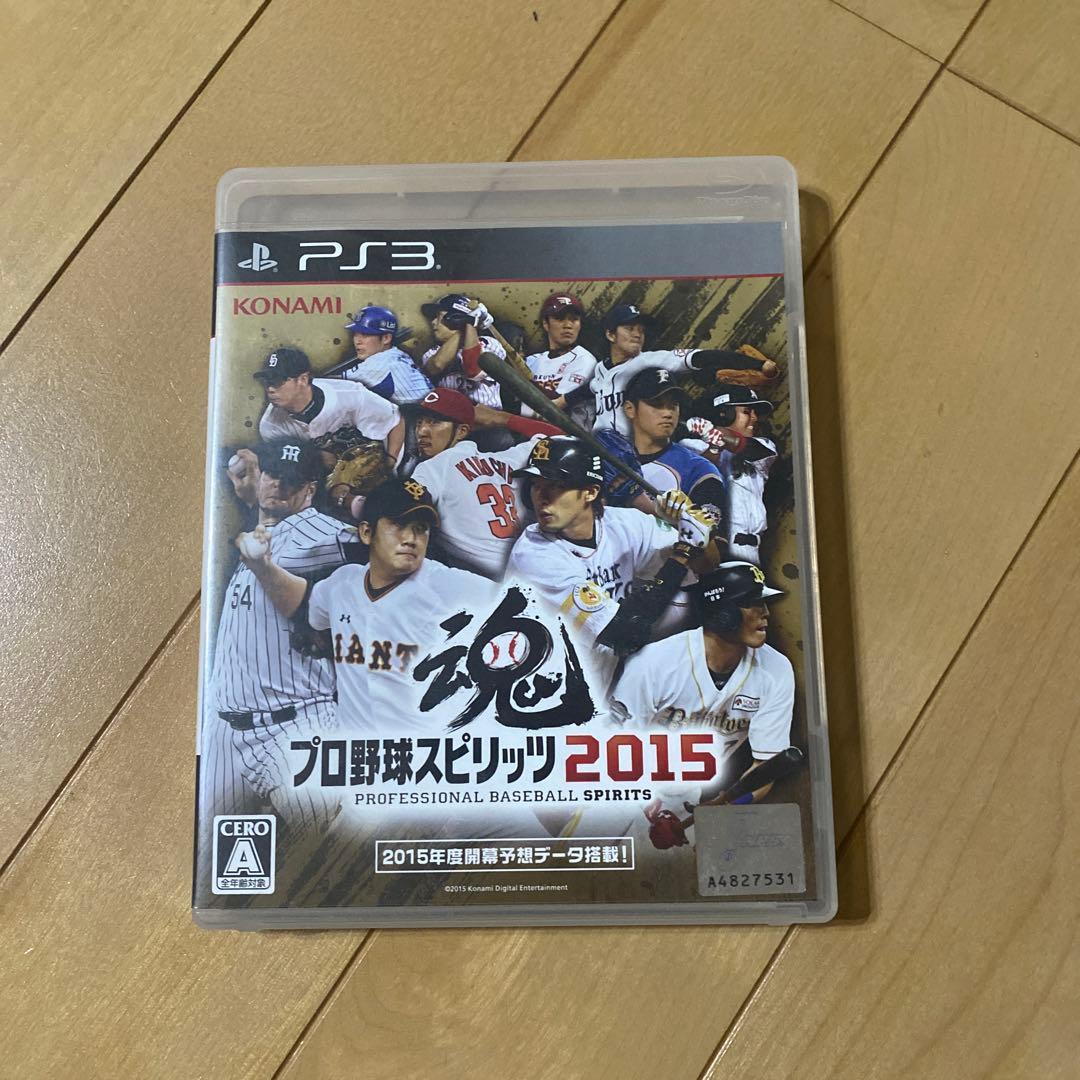 PS3
KONAMI
Lions
KIKUCHI
33
54
GIANT
魂
プロ野球スピリッツ 2015
PROFESSIONAL BASEBALL SPIRITS
CERO
A
全年齢対象
2015年度開幕予想データ搭載!
©2015 Konami Digital Entertainment
A4827531